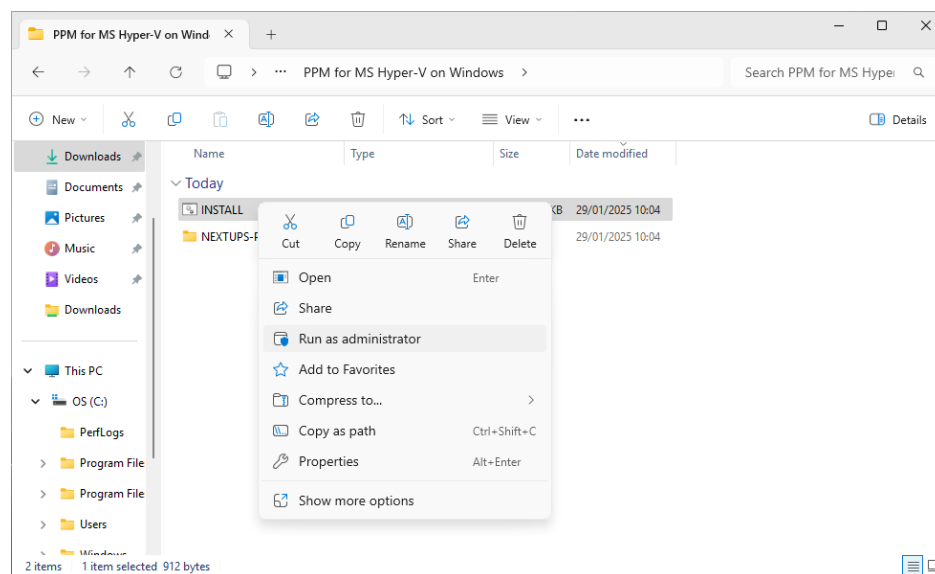 PPM for MS Hyper-V on Wind
PPM for MS Hyper-V on Windows
Search PPM for MS Hyper
New
Sort
View
Details
Name Type Size Date modified
Downloads
Documents
Pictures
Music
Videos
Downloads
This PC
OS (C:)
PerfLogs
Program File
Program File
Users
Windows
Today
INSTALL KB 29/01/2025 10:04
NEXTUPS-F 29/01/2025 10:04
Cut Copy Rename Share Delete
Open Enter
Share
Run as administrator
Add to Favorites
Compress to...
Copy as path Ctrl+Shift+C
Properties Alt+Enter
Show more options
2 items 1 item selected 912 bytes